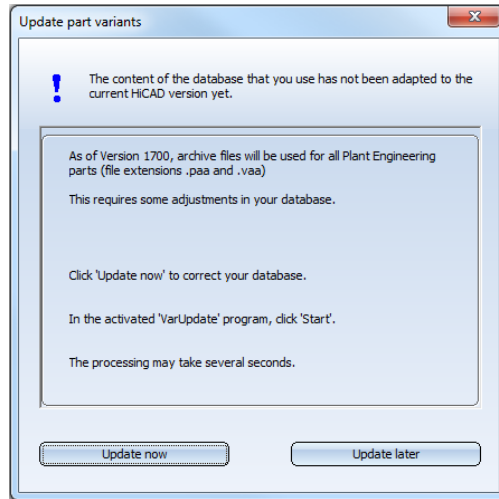 Update part variants
The content of the database that you use has not been adapted to the
current HiCAD version yet.
As of Version 1700, archive files will be used for all Plant Engineering
parts (file extensions .paa and .vaa)
This requires some adjustments in your database.
Click 'Update now' to correct your database.
In the activated 'VarUpdate' program, click 'Start'.
The processing may take several seconds.
Update now
Update later